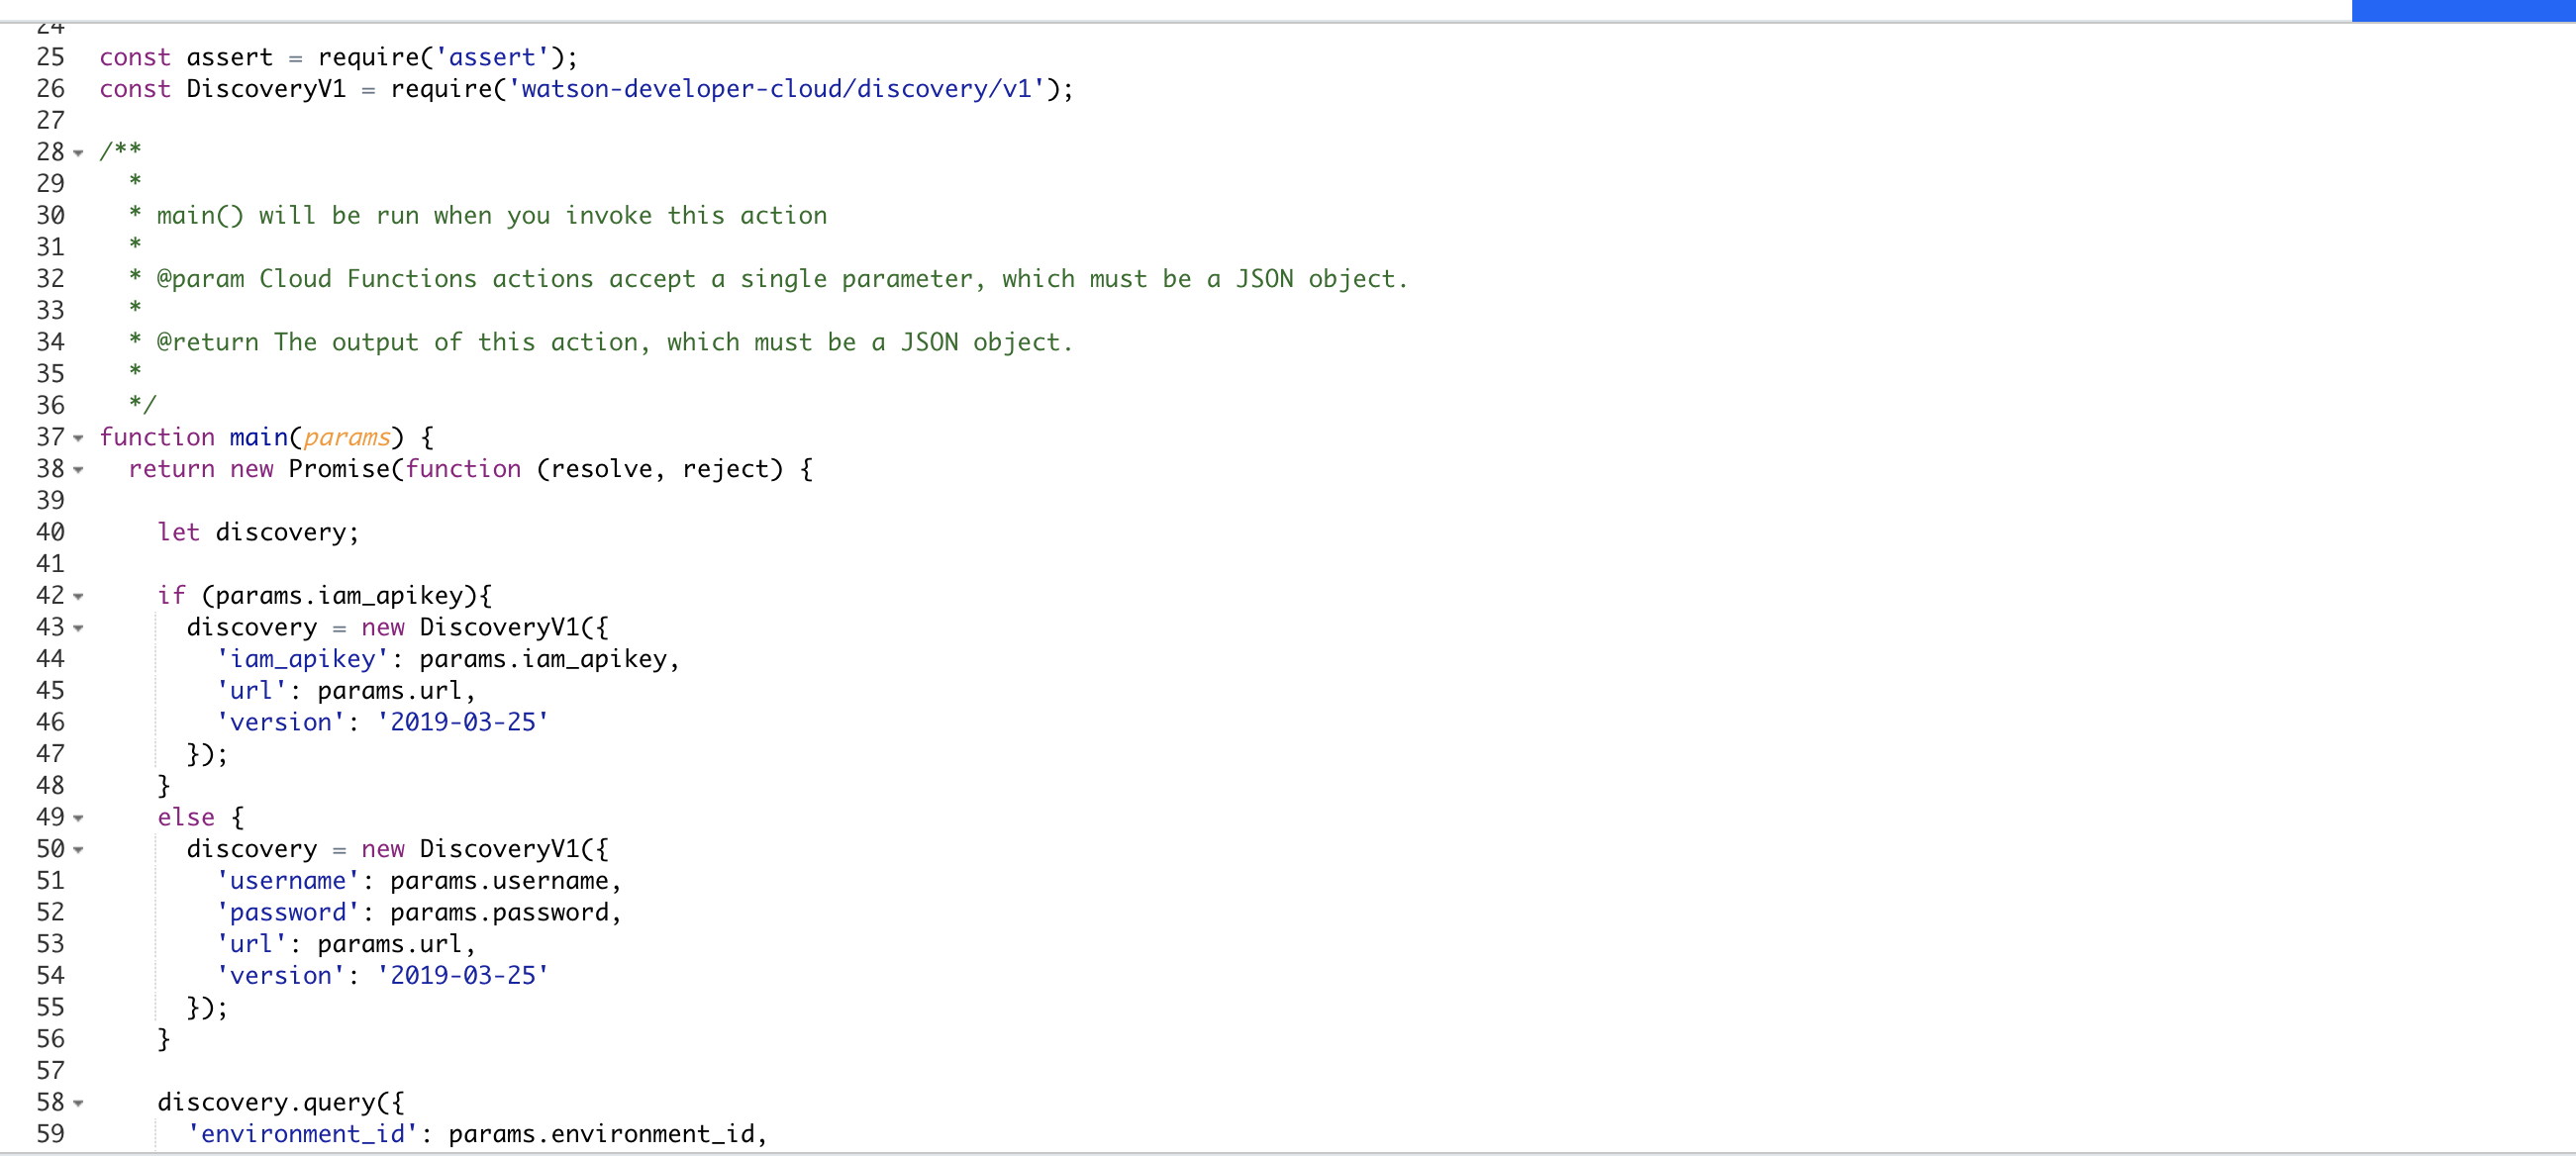 24
25 const assert = require('assert');
26 const DiscoveryV1 = require('watson-developer-cloud/discovery/v1');
27
28 /**
29   *
30   * main() will be run when you invoke this action
31   *
32   * @param Cloud Functions actions accept a single parameter, which must be a JSON object.
33   *
34   * @return The output of this action, which must be a JSON object.
35   *
36   */
37 function main(params) {
38   return new Promise(function (resolve, reject) {
39
40     let discovery;
41
42     if (params.iam_apikey){
43       discovery = new DiscoveryV1({
44         'iam_apikey': params.iam_apikey,
45         'url': params.url,
46         'version': '2019-03-25'
47       });
48     }
49     else {
50       discovery = new DiscoveryV1({
51         'username': params.username,
52         'password': params.password,
53         'url': params.url,
54         'version': '2019-03-25'
55       });
56     }
57
58     discovery.query({
59       'environment_id': params.environment_id,